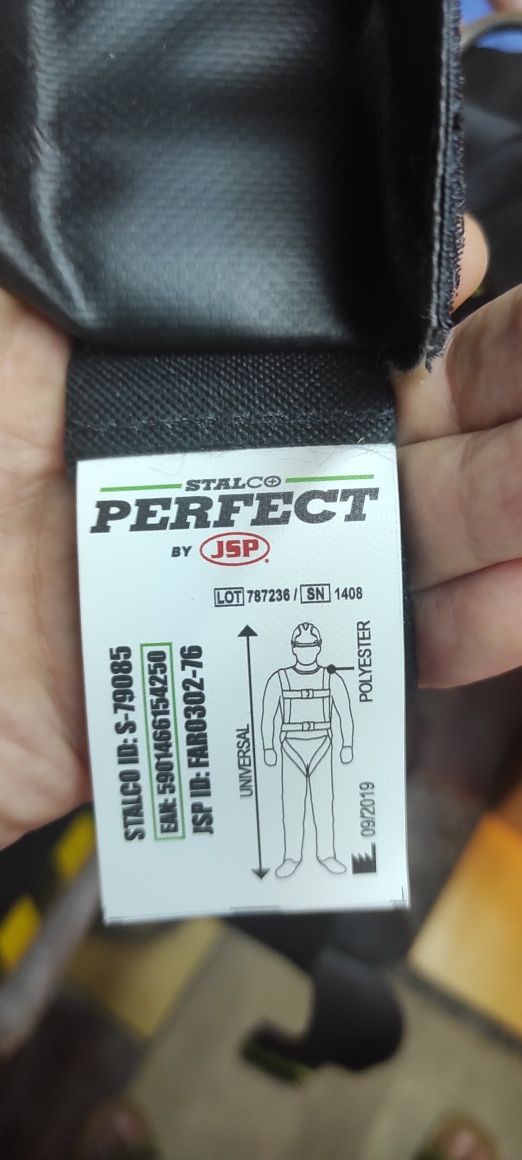 STALCO
PERFECT
BY JSP
LOT 787236 / SN 1408
STALCO ID: S-79085
EAN: 5901466154250
JSP ID: FAR0302-76
UNIVERSAL
POLYESTER
09/2019